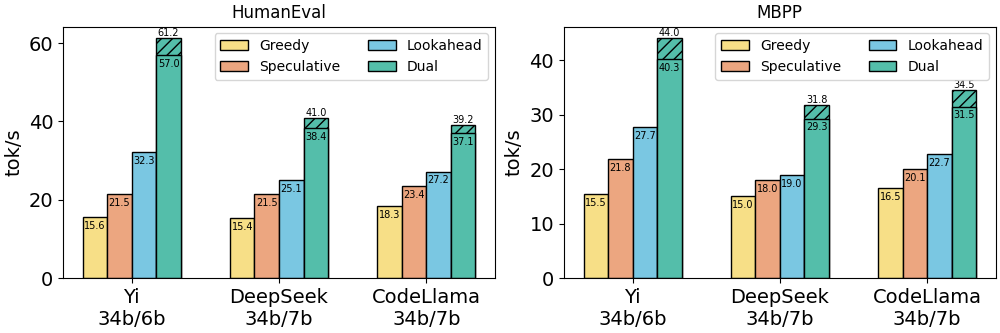 HumanEval
tok/s
60
40
20
0
Greedy
Speculative
Lookahead
Dual
15.6
21.5
32.3
57.0
61.2
15.4
21.5
25.1
38.4
41.0
18.3
23.4
27.2
37.1
39.2
Yi
34b/6b
DeepSeek
34b/7b
CodeLlama
34b/7b
MBPP
tok/s
40
30
20
10
0
Greedy
Speculative
Lookahead
Dual
15.5
21.8
27.7
40.3
44.0
15.0
18.0
19.0
29.3
31.8
16.5
20.1
22.7
31.5
34.5
Yi
34b/6b
DeepSeek
34b/7b
CodeLlama
34b/7b